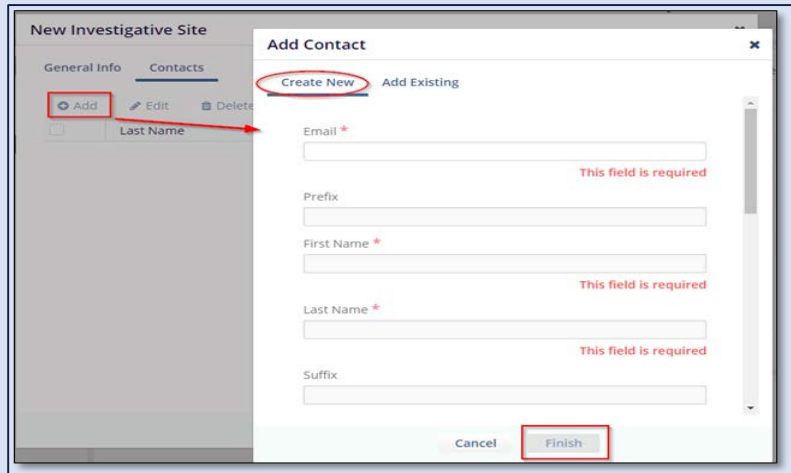 New Investigative Site
General Info Contacts
Add Edit Delete
Last Name
Add Contact
Create New Add Existing
Email *
This field is required
Prefix
First Name *
This field is required
Last Name *
This field is required
Suffix
Cancel Finish